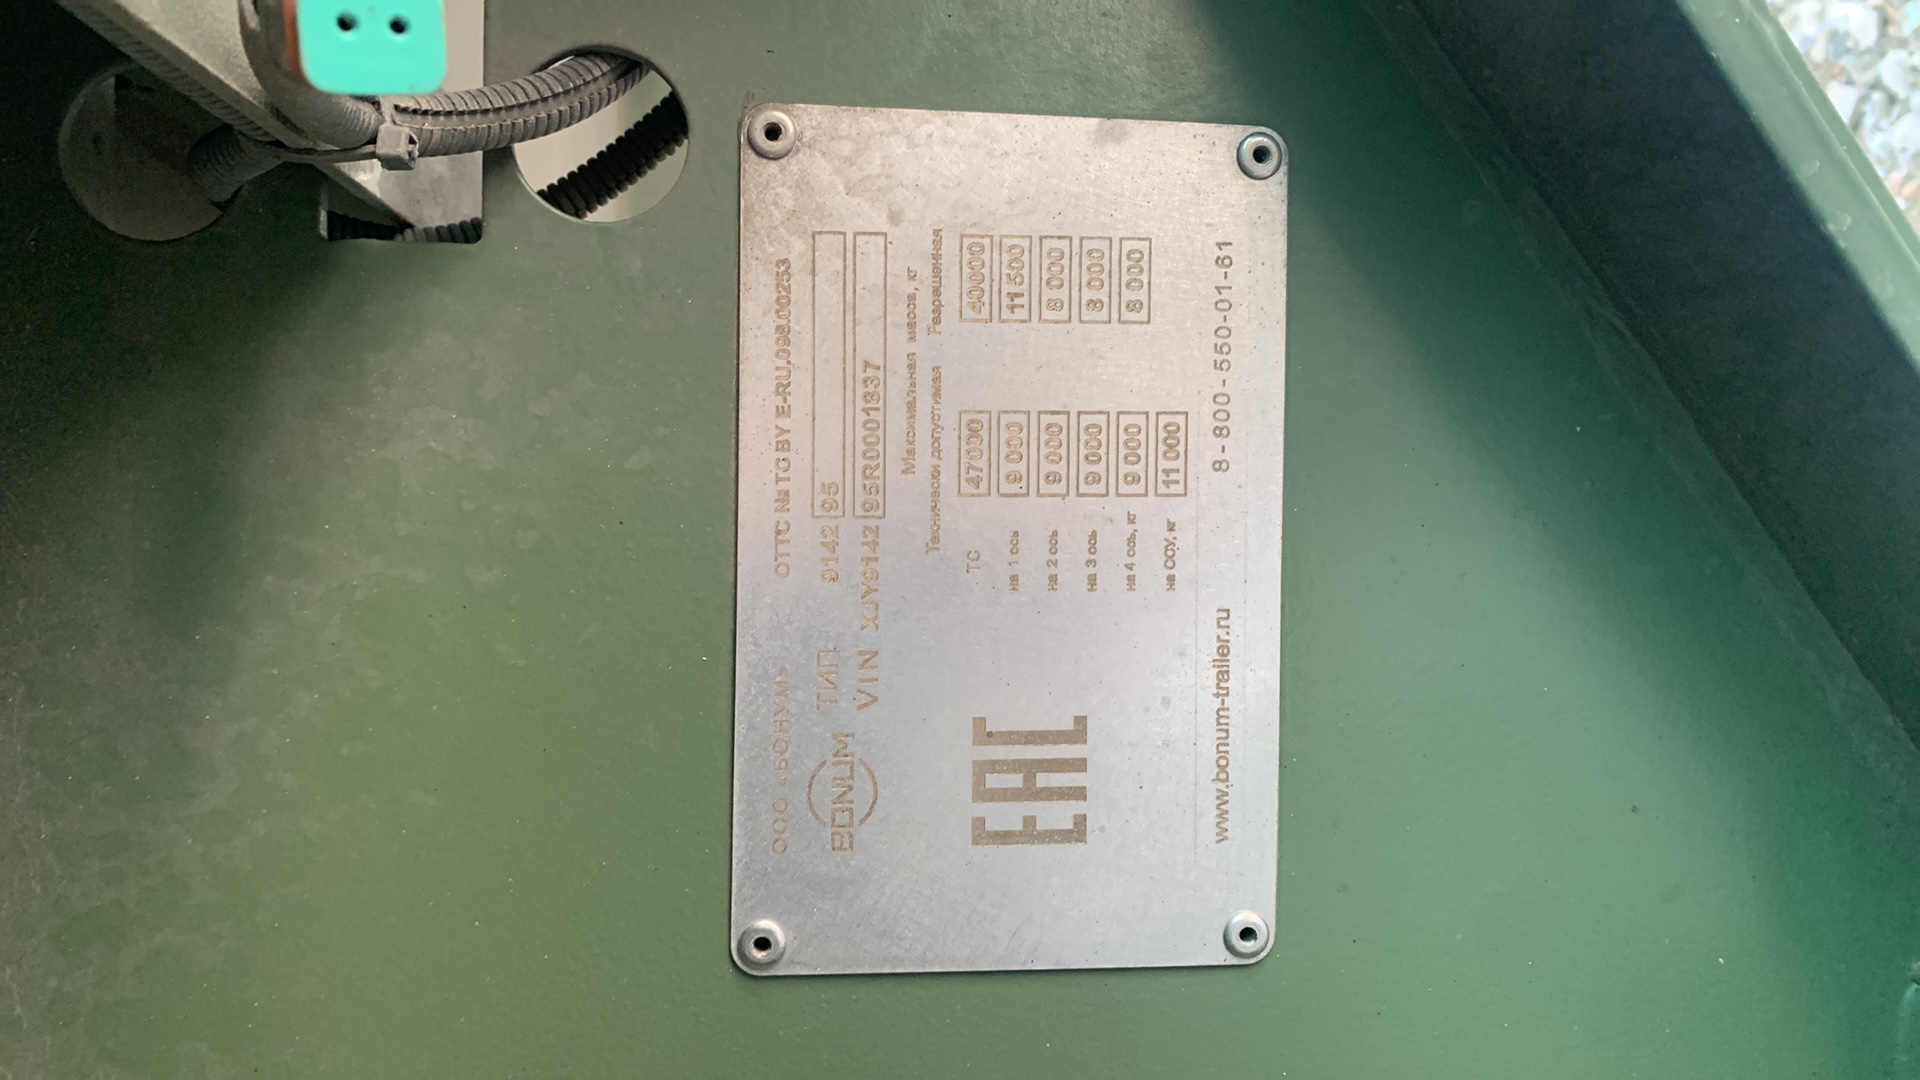 ООО «БОНУМ» ОТТС № ТС BY E-RU.098.00253
BONUM ТИП 9142 95
VIN XJY9142 95R0001837
Максимальная масса, кг
Технически допустимая Разрешенная
ТС 47000 40000
на 1 ось 9 000 11 500
на 2 ось 9 000 8 000
на 3 ось 9 000 8 000
на 4 ось, кг 9 000 8 000
на ССУ, кг 11 000
EAC
www.bonum-trailer.ru 8-800-550-01-61